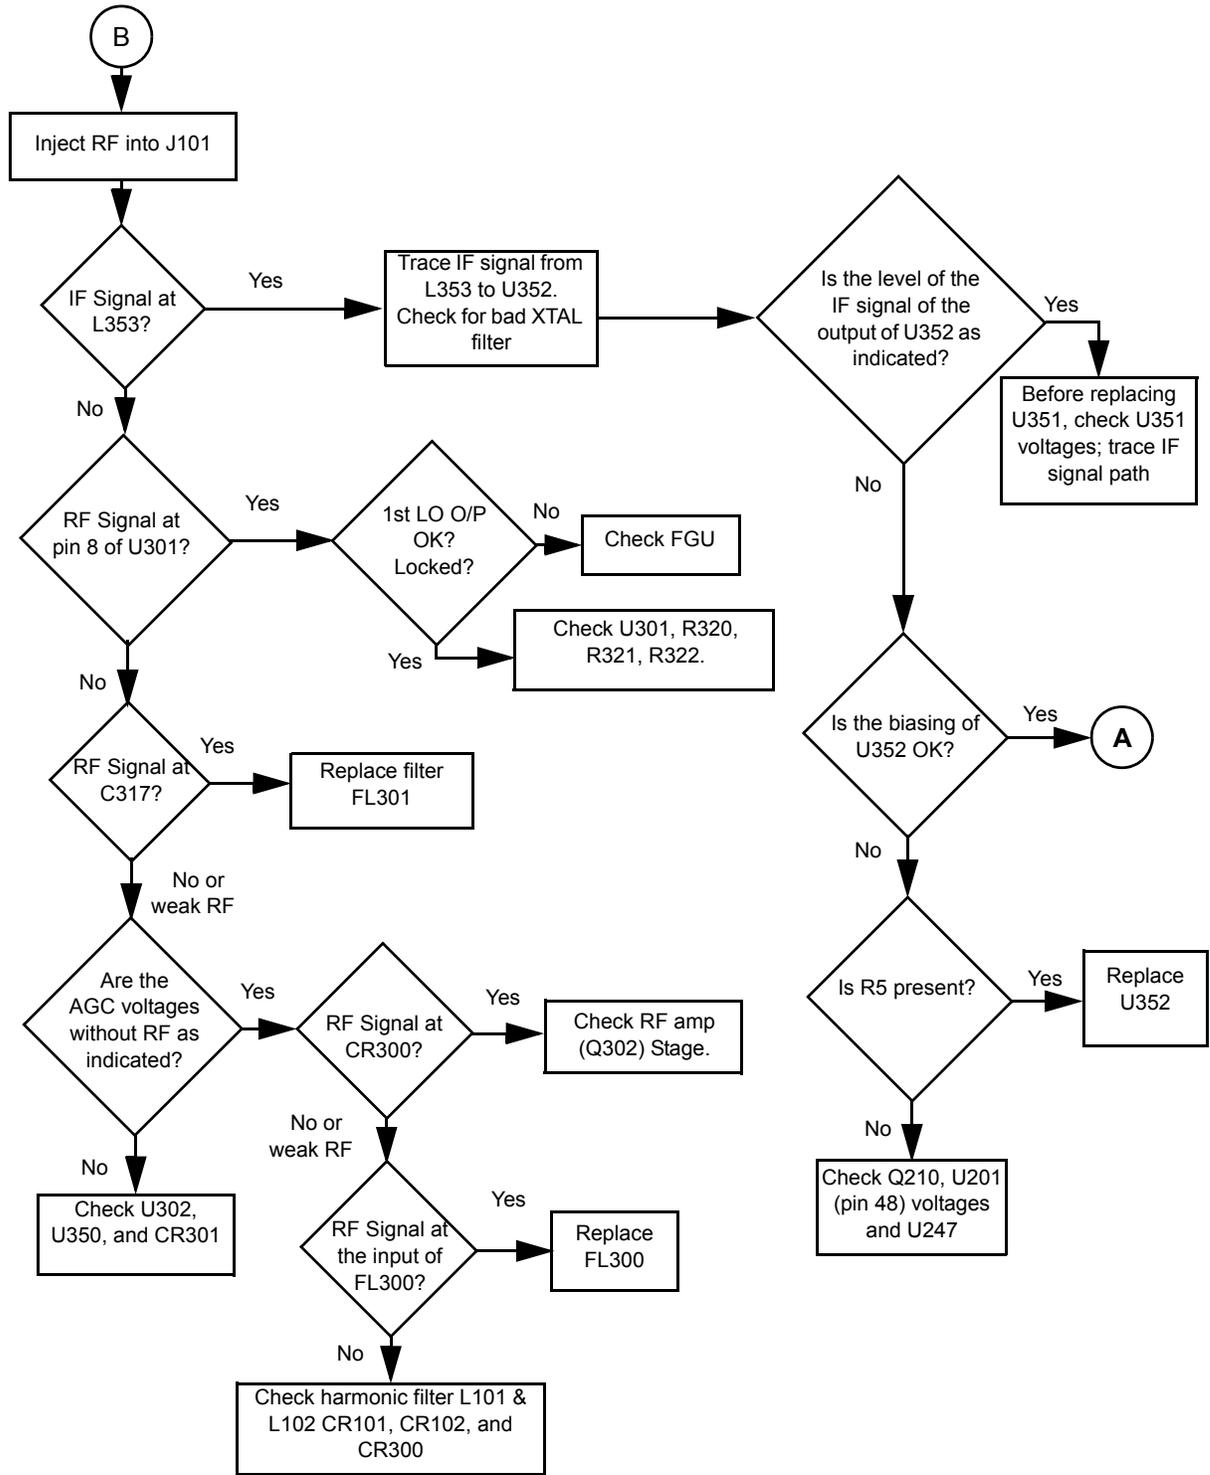 B
Inject RF into J101
IF Signal at
L353?
Yes
Trace IF signal from
L353 to U352.
Check for bad XTAL
filter
Is the level of the
IF signal of the
output of U352 as
indicated?
Yes
Before replacing
U351, check U351
voltages; trace IF
signal path
No
No
RF Signal at
pin 8 of U301?
Yes
1st LO O/P
OK?
Locked?
No
Check FGU
Yes
Check U301, R320,
R321, R322.
No
Is the biasing of
U352 OK?
Yes
A
RF Signal at
C317?
Yes
Replace filter
FL301
No
No or
weak RF
Are the
AGC voltages
without RF as
indicated?
Yes
RF Signal at
CR300?
Yes
Check RF amp
(Q302) Stage.
Is R5 present?
Yes
Replace
U352
No
Check U302,
U350, and CR301
No or
weak RF
RF Signal at
the input of
FL300?
Yes
Replace
FL300
No
Check Q210, U201
(pin 48) voltages
and U247
No
Check harmonic filter L101 &
L102 CR101, CR102, and
CR300